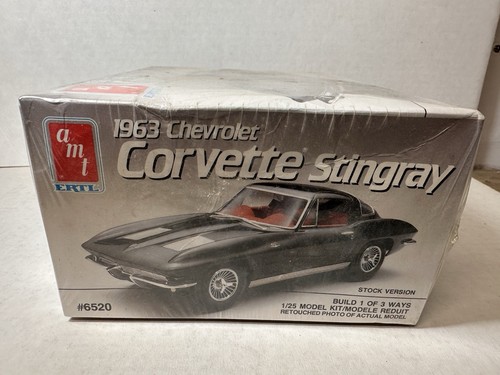 amt
ERTL
1963 Chevrolet
Corvette Stingray
STOCK VERSION
BUILD 1 OF 3 WAYS
1/25 MODEL KIT/MODELE REDUIT
RETOUCHED PHOTO OF ACTUAL MODEL
#6520